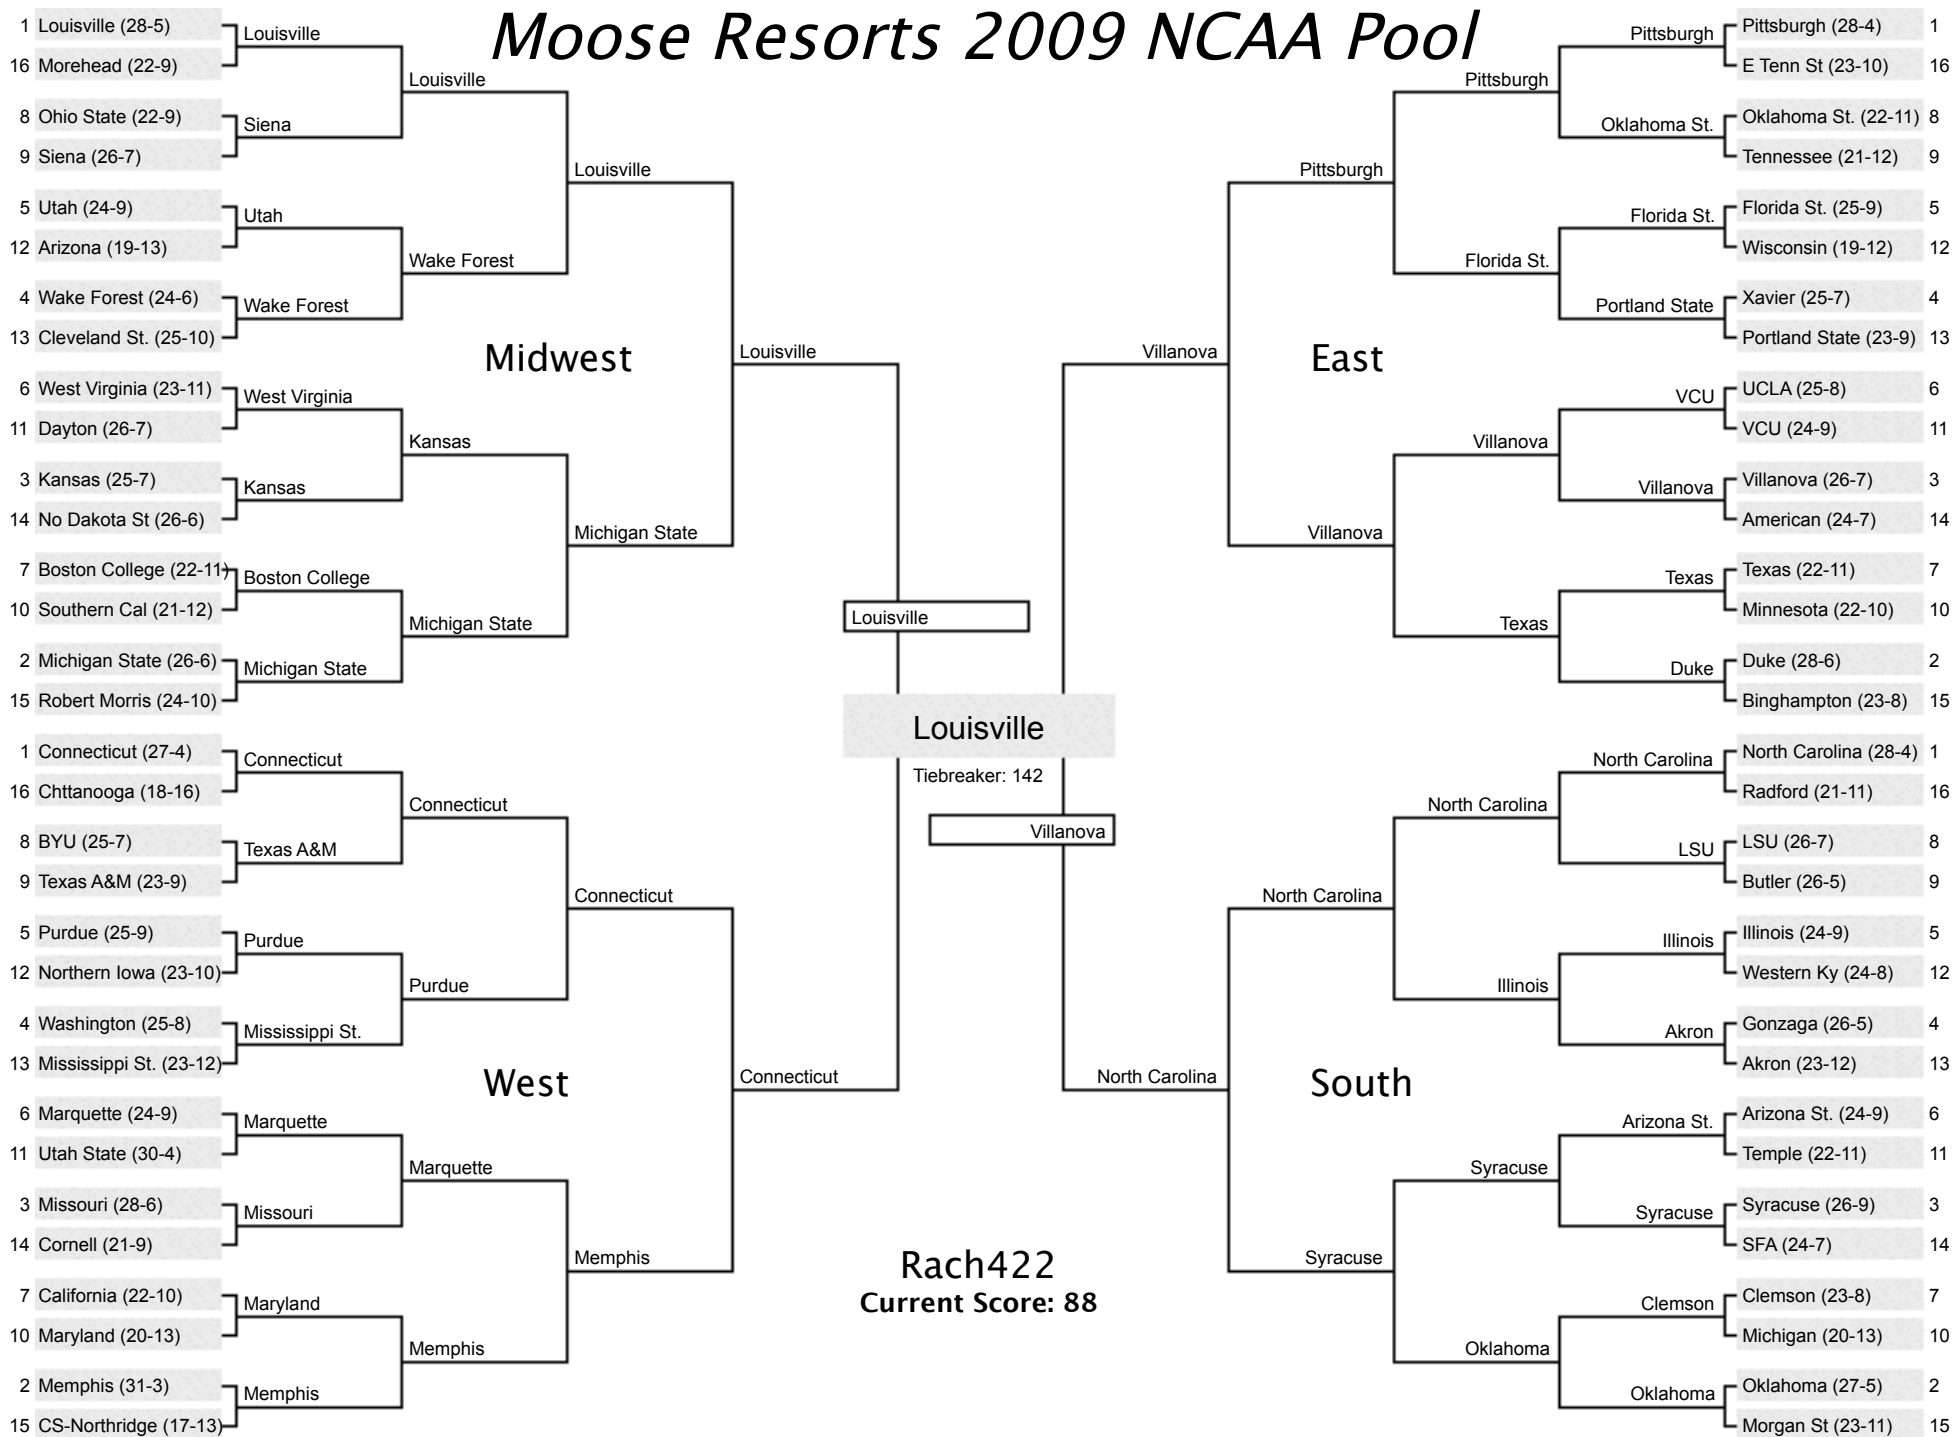 Moose Resorts 2009 NCAA Pool
1 Louisville (28-5)
16 Morehead (22-9)
8 Ohio State (22-9)
9 Siena (26-7)
5 Utah (24-9)
12 Arizona (19-13)
4 Wake Forest (24-6)
13 Cleveland St. (25-10)
6 West Virginia (23-11)
11 Dayton (26-7)
3 Kansas (25-7)
14 No Dakota St (26-6)
7 Boston College (22-11)
10 Southern Cal (21-12)
2 Michigan State (26-6)
15 Robert Morris (24-10)
Louisville
Siena
Utah
Wake Forest
West Virginia
Kansas
Boston College
Michigan State
Louisville
Wake Forest
Kansas
Michigan State
Louisville
Michigan State
Midwest
Louisville
1 Connecticut (27-4)
16 Chttanooga (18-16)
8 BYU (25-7)
9 Texas A&M (23-9)
5 Purdue (25-9)
12 Northern Iowa (23-10)
4 Washington (25-8)
13 Mississippi St. (23-12)
6 Marquette (24-9)
11 Utah State (30-4)
3 Missouri (28-6)
14 Cornell (21-9)
7 California (22-10)
10 Maryland (20-13)
2 Memphis (31-3)
15 CS-Northridge (17-13)
Connecticut
Texas A&M
Purdue
Mississippi St.
Marquette
Missouri
Maryland
Memphis
Connecticut
Purdue
Marquette
Memphis
Connecticut
Memphis
West
Connecticut
Louisville
Louisville
Tiebreaker: 142
Villanova
Rach422
Current Score: 88
Villanova
East
Pittsburgh
Villanova
Pittsburgh
Florida St.
Villanova
Texas
Pittsburgh
Oklahoma St.
Florida St.
Portland State
VCU
Villanova
Texas
Duke
Pittsburgh (28-4) 1
E Tenn St (23-10) 16
Oklahoma St. (22-11) 8
Tennessee (21-12) 9
Florida St. (25-9) 5
Wisconsin (19-12) 12
Xavier (25-7) 4
Portland State (23-9) 13
UCLA (25-8) 6
VCU (24-9) 11
Villanova (26-7) 3
American (24-7) 14
Texas (22-11) 7
Minnesota (22-10) 10
Duke (28-6) 2
Binghampton (23-8) 15
North Carolina
South
North Carolina
Syracuse
North Carolina
Illinois
Syracuse
Oklahoma
North Carolina
LSU
Illinois
Akron
Arizona St.
Syracuse
Clemson
Oklahoma
North Carolina (28-4) 1
Radford (21-11) 16
LSU (26-7) 8
Butler (26-5) 9
Illinois (24-9) 5
Western Ky (24-8) 12
Gonzaga (26-5) 4
Akron (23-12) 13
Arizona St. (24-9) 6
Temple (22-11) 11
Syracuse (26-9) 3
SFA (24-7) 14
Clemson (23-8) 7
Michigan (20-13) 10
Oklahoma (27-5) 2
Morgan St (23-11) 15